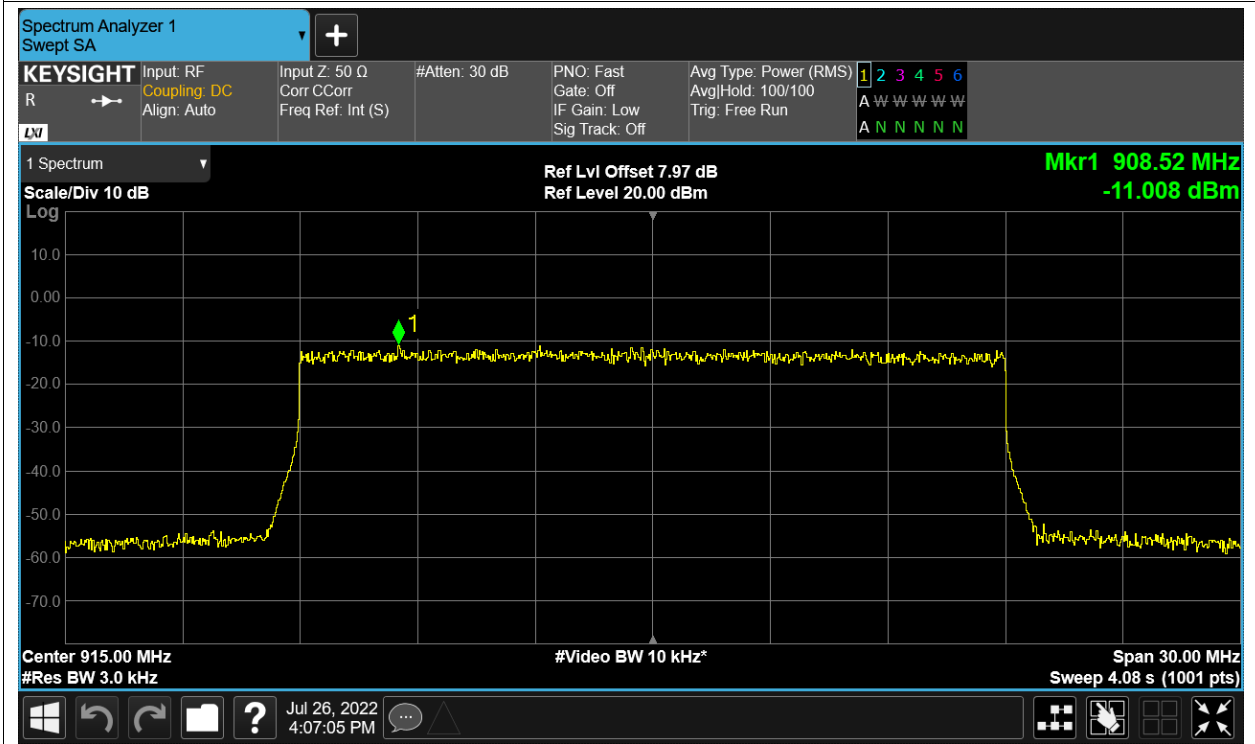 Spectrum Analyzer 1
Swept SA
+
KEYSIGHT
R
LXI
Input: RF
Coupling: DC
Align: Auto
Input Z: 50 Ω
Corr CCorr
Freq Ref: Int (S)
#Atten: 30 dB
PNO: Fast
Gate: Off
IF Gain: Low
Sig Track: Off
Avg Type: Power (RMS)
Avg|Hold: 100/100
Trig: Free Run
1 2 3 4 5 6
A W W W W W
A N N N N N
1 Spectrum
Scale/Div 10 dB
Log
Ref Lvl Offset 7.97 dB
Ref Level 20.00 dBm
Mkr1 908.52 MHz
-11.008 dBm
10.0
0.00
1
-10.0
-20.0
-30.0
-40.0
-50.0
-60.0
-70.0
Center 915.00 MHz
#Res BW 3.0 kHz
#Video BW 10 kHz*
Span 30.00 MHz
Sweep 4.08 s (1001 pts)
?
Jul 26, 2022
4:07:05 PM